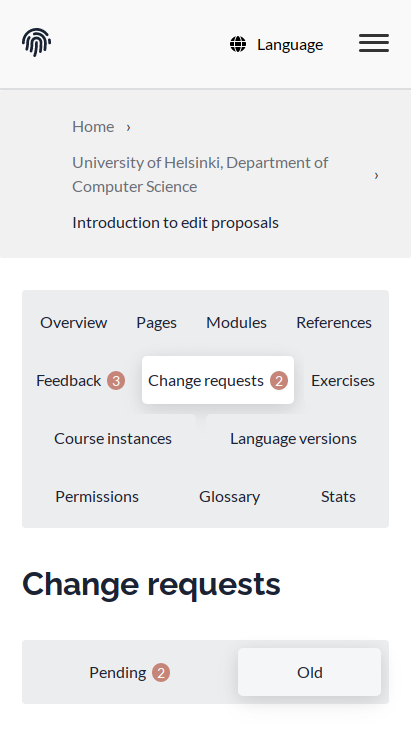 Language
Home ›
University of Helsinki, Department of
Computer Science ›
Introduction to edit proposals
Overview Pages Modules References
Feedback 3 Change requests 2 Exercises
Course instances Language versions
Permissions Glossary Stats
Change requests
Pending 2 Old